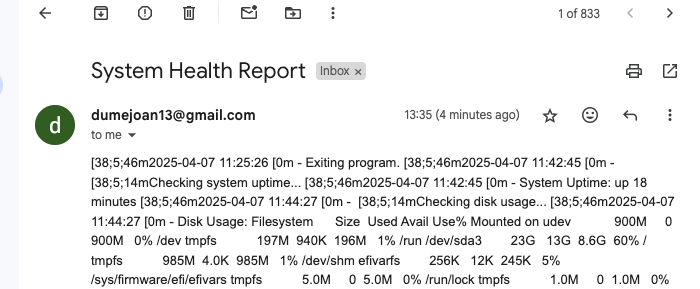 1 of 833
System Health Report Inbox ×
d
dumejoan13@gmail.com 13:35 (4 minutes ago)
to me
[38;5;46m2025-04-07 11:25:26 [0m - Exiting program. [38;5;46m2025-04-07 11:42:45 [0m -
[38;5;14mChecking system uptime... [38;5;46m2025-04-07 11:42:45 [0m - System Uptime: up 18
minutes [38;5;46m2025-04-07 11:44:27 [0m - [38;5;14mChecking disk usage... [38;5;46m2025-04-07
11:44:27 [0m - Disk Usage: Filesystem Size Used Avail Use% Mounted on udev 900M 0
900M 0% /dev tmpfs 197M 940K 196M 1% /run /dev/sda3 23G 13G 8.6G 60% /
tmpfs 985M 4.0K 985M 1% /dev/shm efivarfs 256K 12K 245K 5%
/sys/firmware/efi/efivars tmpfs 5.0M 0 5.0M 0% /run/lock tmpfs 1.0M 0 1.0M 0%